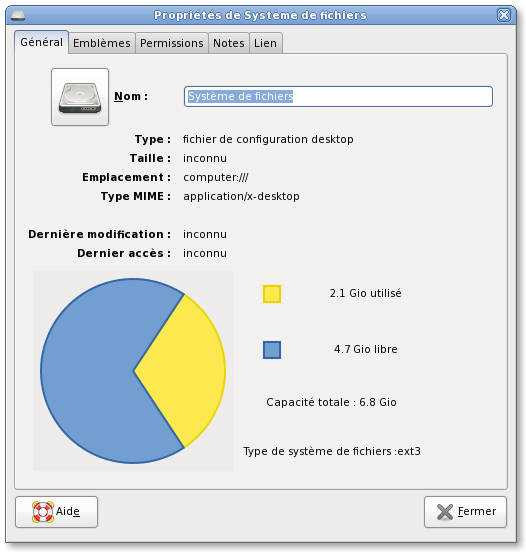 Propriétés de Système de fichiers
Général Emblèmes Permissions Notes Lien
Nom : Système de fichiers
Type : fichier de configuration desktop
Taille : inconnu
Emplacement : computer:///
Type MIME : application/x-desktop
Dernière modification : inconnu
Dernier accès : inconnu
2.1 Gio utilisé
4.7 Gio libre
Capacité totale : 6.8 Gio
Type de système de fichiers :ext3
Aide Fermer